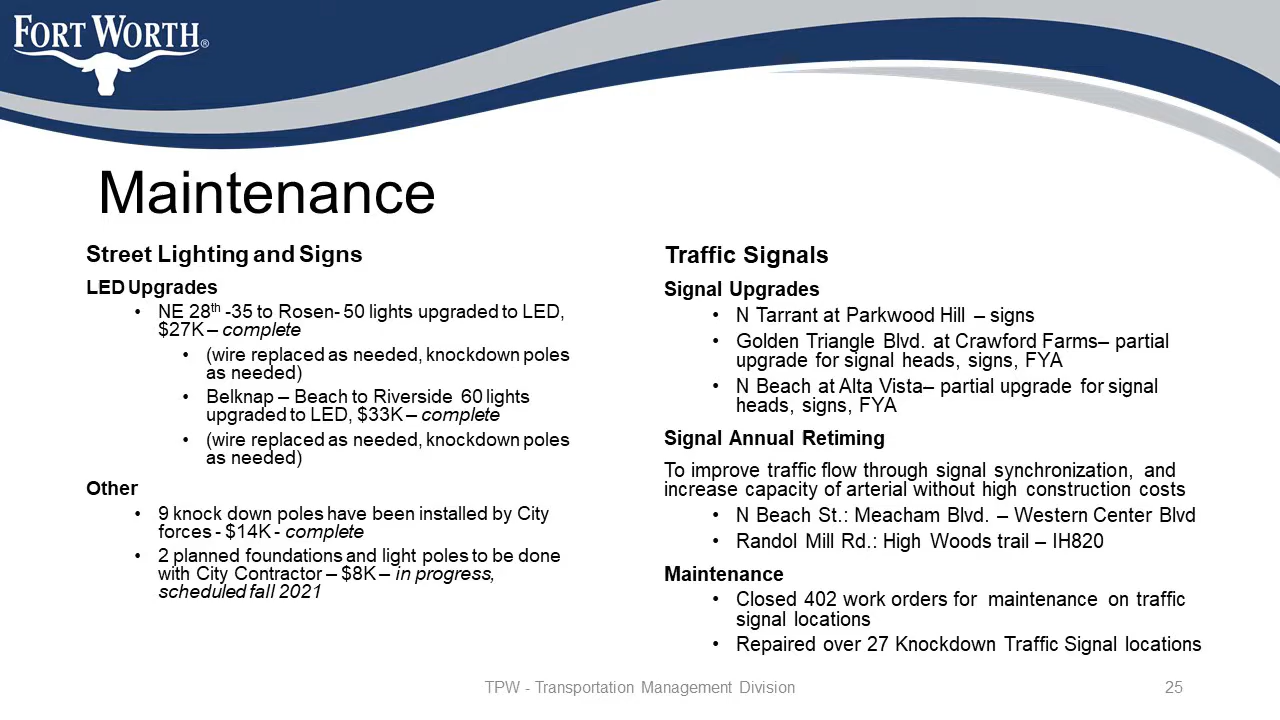 FORT WORTH®
Maintenance
Street Lighting and Signs
LED Upgrades
• NE 28th -35 to Rosen- 50 lights upgraded to LED,
$27K – complete
• (wire replaced as needed, knockdown poles
as needed)
• Belknap – Beach to Riverside 60 lights
upgraded to LED, $33K – complete
• (wire replaced as needed, knockdown poles
as needed)
Other
• 9 knock down poles have been installed by City
forces - $14K - complete
• 2 planned foundations and light poles to be done
with City Contractor – $8K – in progress,
scheduled fall 2021
Traffic Signals
Signal Upgrades
• N Tarrant at Parkwood Hill – signs
• Golden Triangle Blvd. at Crawford Farms– partial
upgrade for signal heads, signs, FYA
• N Beach at Alta Vista– partial upgrade for signal
heads, signs, FYA
Signal Annual Retiming
To improve traffic flow through signal synchronization, and
increase capacity of arterial without high construction costs
• N Beach St.: Meacham Blvd. – Western Center Blvd
• Randol Mill Rd.: High Woods trail – IH820
Maintenance
• Closed 402 work orders for maintenance on traffic
signal locations
• Repaired over 27 Knockdown Traffic Signal locations
TPW - Transportation Management Division
25